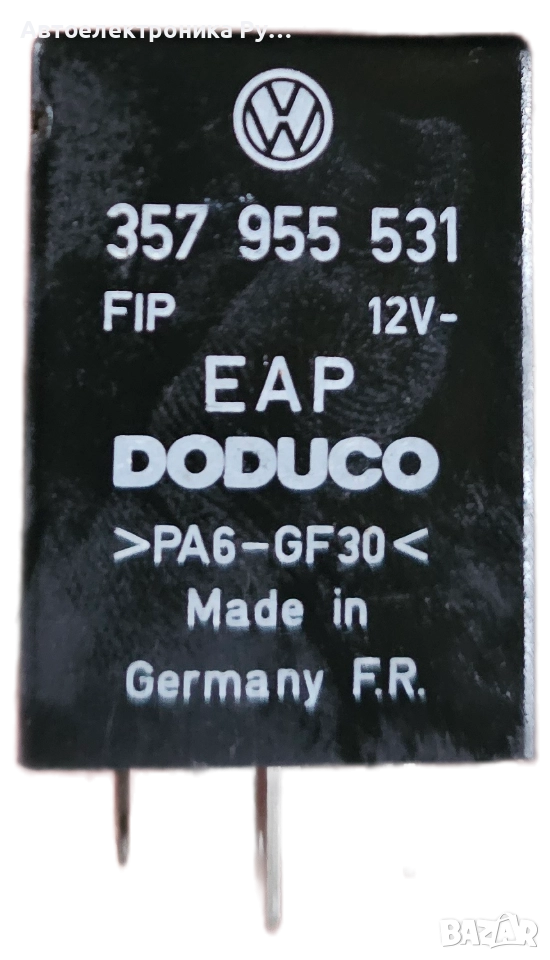 Автоелектроника Ру...
357 955 531
FIP 12V-
EAP
DODUCO
>PA6-GF30<
Made in
Germany F.R.
BAZAR